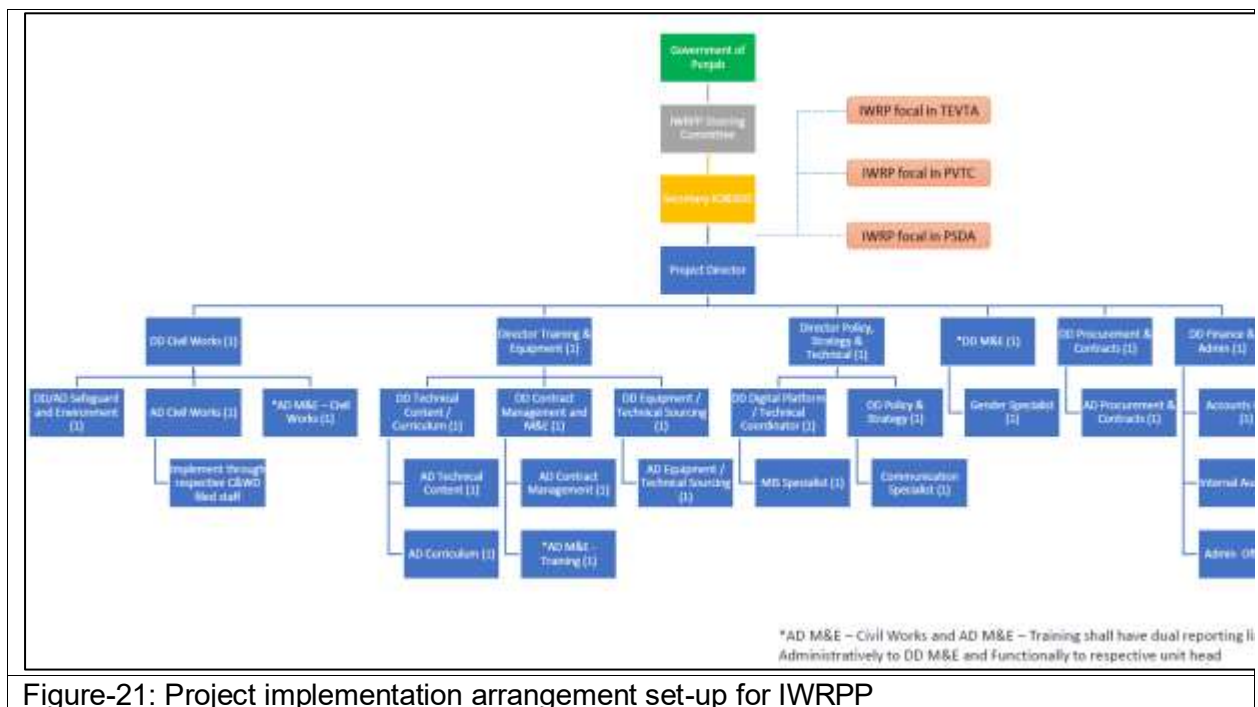 Government of
Punjab
IWRPP Steering
Committee
Secretary
Project Director
IWRP focal in TEVTA
IWRP focal in PVTC
IWRP focal in PSDA
DD Civil Works (1)
Director Training &
Equipment (1)
Director Policy,
Strategy &
Technical (1)
*DD M&E (1)
DD Procurement &
Contracts (1)
DD Finance &
Admin (1)
DD/AD Safeguard
and Environment
(1)
AD Civil Works (1)
*AD M&E – Civil
Works (1)
DD Technical
Content /
Curriculum (1)
DD Contract
Management and
M&E (1)
DD Equipment /
Technical Sourcing
(1)
DD Digital Platform
/ Technical
Coordinator (1)
DD Policy &
Strategy (1)
Gender Specialist
(1)
AD Procurement &
Contracts (1)
Accounts
(1)
Implement through
respective C&WD
filed staff
AD Technical
Content (1)
AD Contract
Management (1)
AD Equipment /
Technical Sourcing
(1)
MIS Specialist (1)
Communication
Specialist (1)
Internal Au
AD Curriculum (1)
*AD M&E -
Training (1)
Admin Off
*AD M&E – Civil Works and AD M&E – Training shall have dual reporting li
Administratively to DD M&E and Functionally to respective unit head
Figure-21: Project implementation arrangement set-up for IWRPP